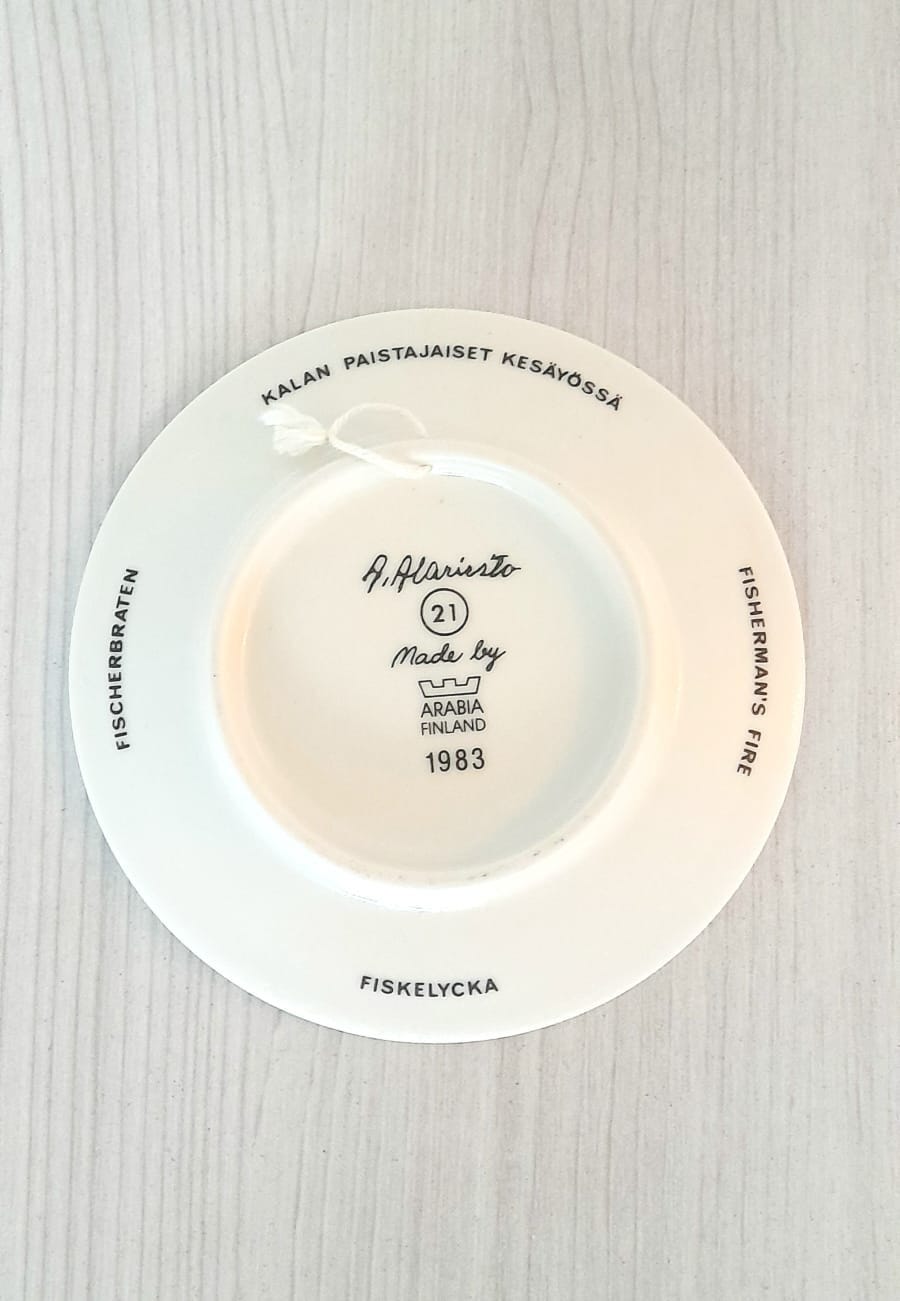 KALAN PAISTAJAISET KESÄYÖSSÄ
FISCHERBRATEN
FISHERMAN'S FIRE
A. Alariesto
21
Made by
ARABIA
FINLAND
1983
FISKELYCKA